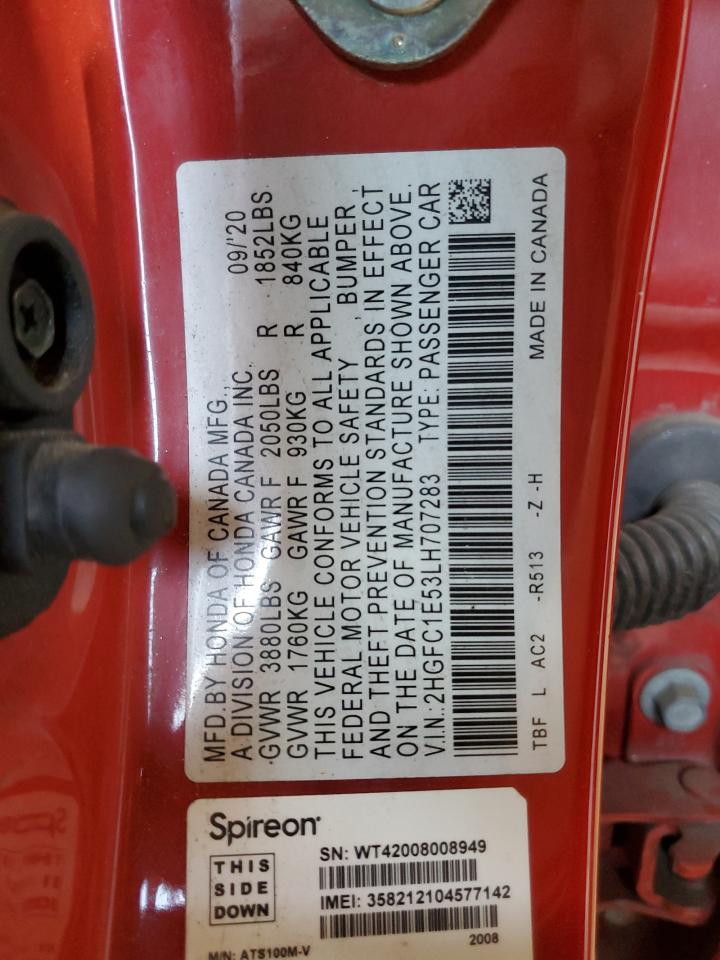 MFD.BY HONDA OF CANADA MFG., 09/'20
A DIVISION OF HONDA CANADA INC.
GVWR 3880LBS GAWR F 2050LBS R 1852LBS
GVWR 1760KG GAWR F 930KG R 840KG
THIS VEHICLE CONFORMS TO ALL APPLICABLE
FEDERAL MOTOR VEHICLE SAFETY , BUMPER,
AND THEFT PREVENTION STANDARDS IN EFFECT
ON THE DATE OF MANUFACTURE SHOWN ABOVE.
V.I.N.: 2HGFC1E53LH707283 TYPE: PASSENGER CAR
TBF L AC2 -R513 -Z -H MADE IN CANADA
Spireon
THIS
SIDE
DOWN
SN: WT42008008949
IMEI: 358212104577142
2008
M/N: ATS100M-V